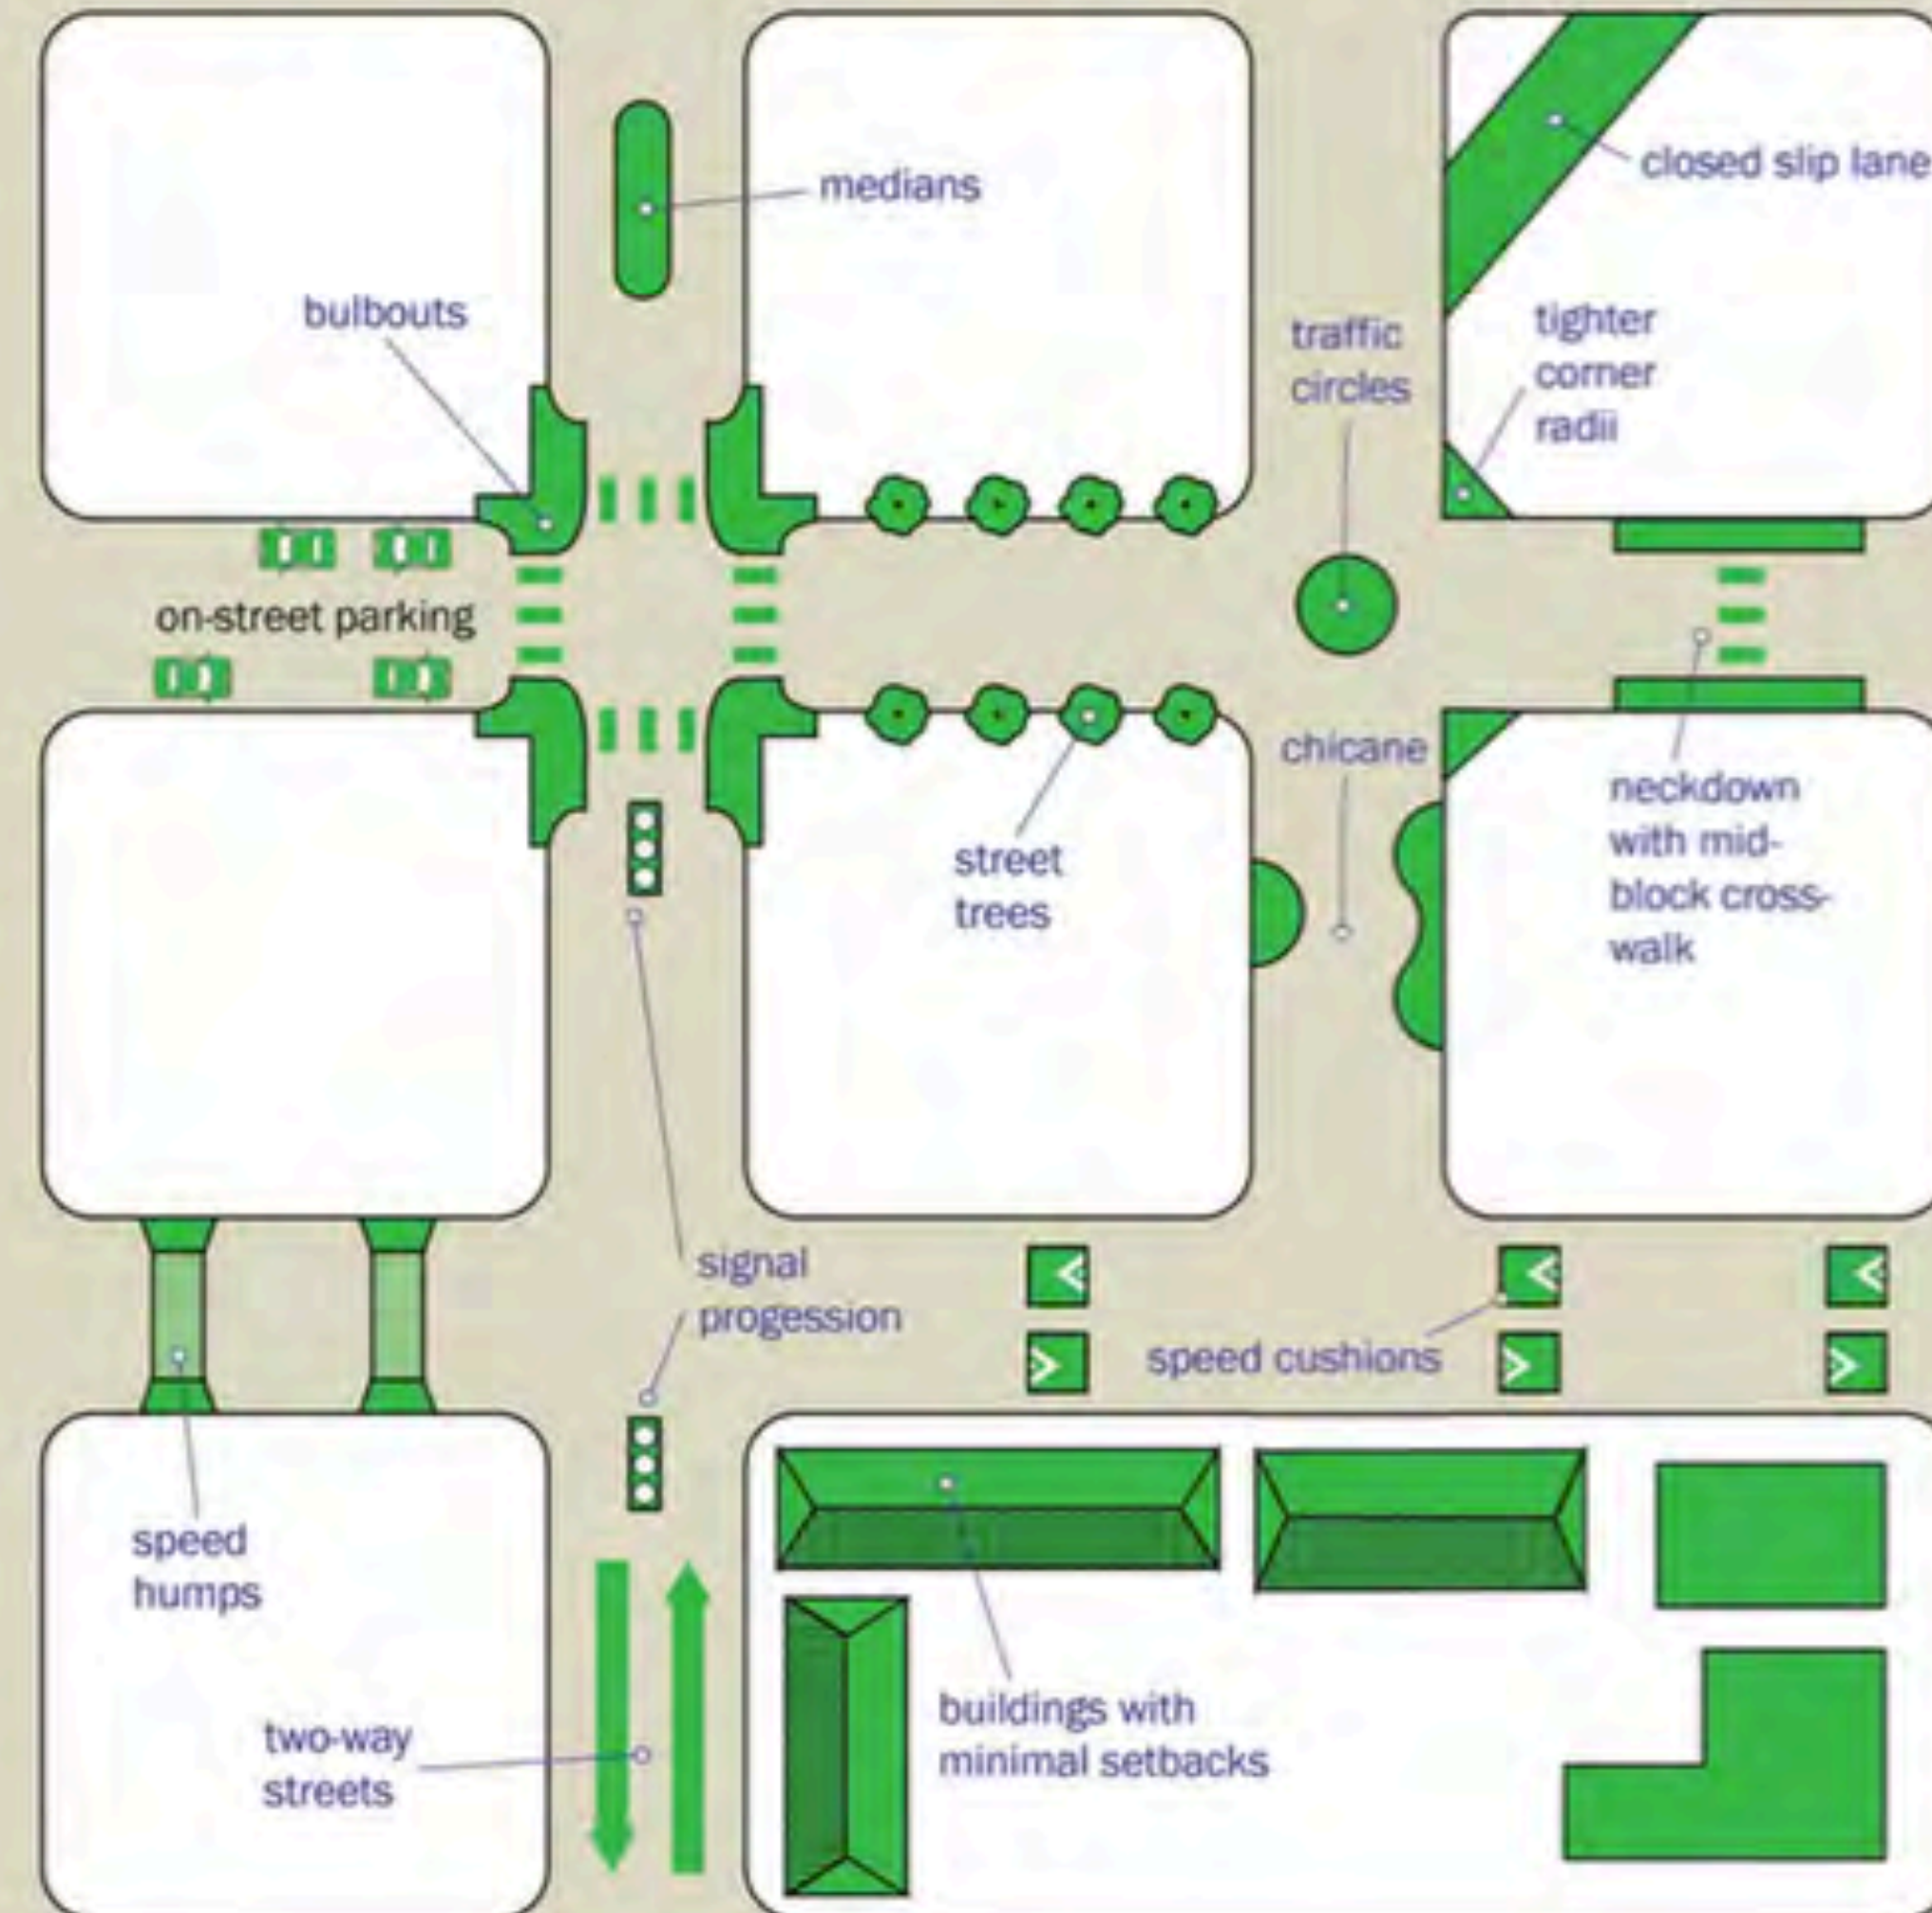 medians
closed slip lane
bulbouts
traffic
circles
tighter
corner
radii
on-street parking
chicane
neckdown
with mid-
block cross-
walk
street
trees
signal
progession
speed cushions
speed
humps
two-way
streets
buildings with
minimal setbacks